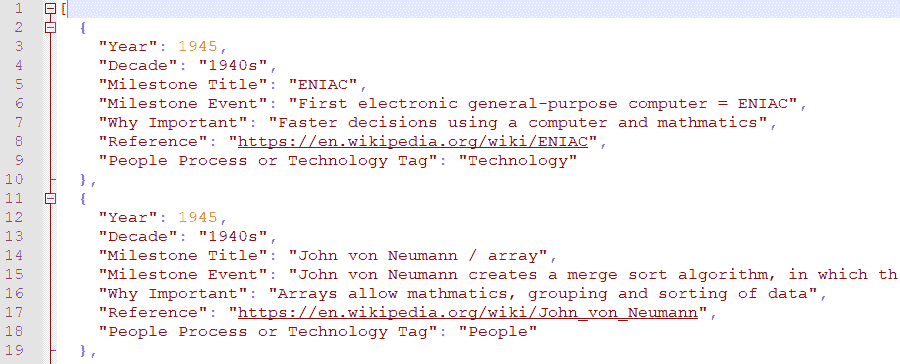 1 [
2 {
3 "Year": 1945,
4 "Decade": "1940s",
5 "Milestone Title": "ENIAC",
6 "Milestone Event": "First electronic general-purpose computer = ENIAC",
7 "Why Important": "Faster decisions using a computer and mathmatics",
8 "Reference": "https://en.wikipedia.org/wiki/ENIAC",
9 "People Process or Technology Tag": "Technology"
10 },
11 {
12 "Year": 1945,
13 "Decade": "1940s",
14 "Milestone Title": "John von Neumann / array",
15 "Milestone Event": "John von Neumann creates a merge sort algorithm, in which th
16 "Why Important": "Arrays allow mathmatics, grouping and sorting of data",
17 "Reference": "https://en.wikipedia.org/wiki/John_von_Neumann",
18 "People Process or Technology Tag": "People"
19 },